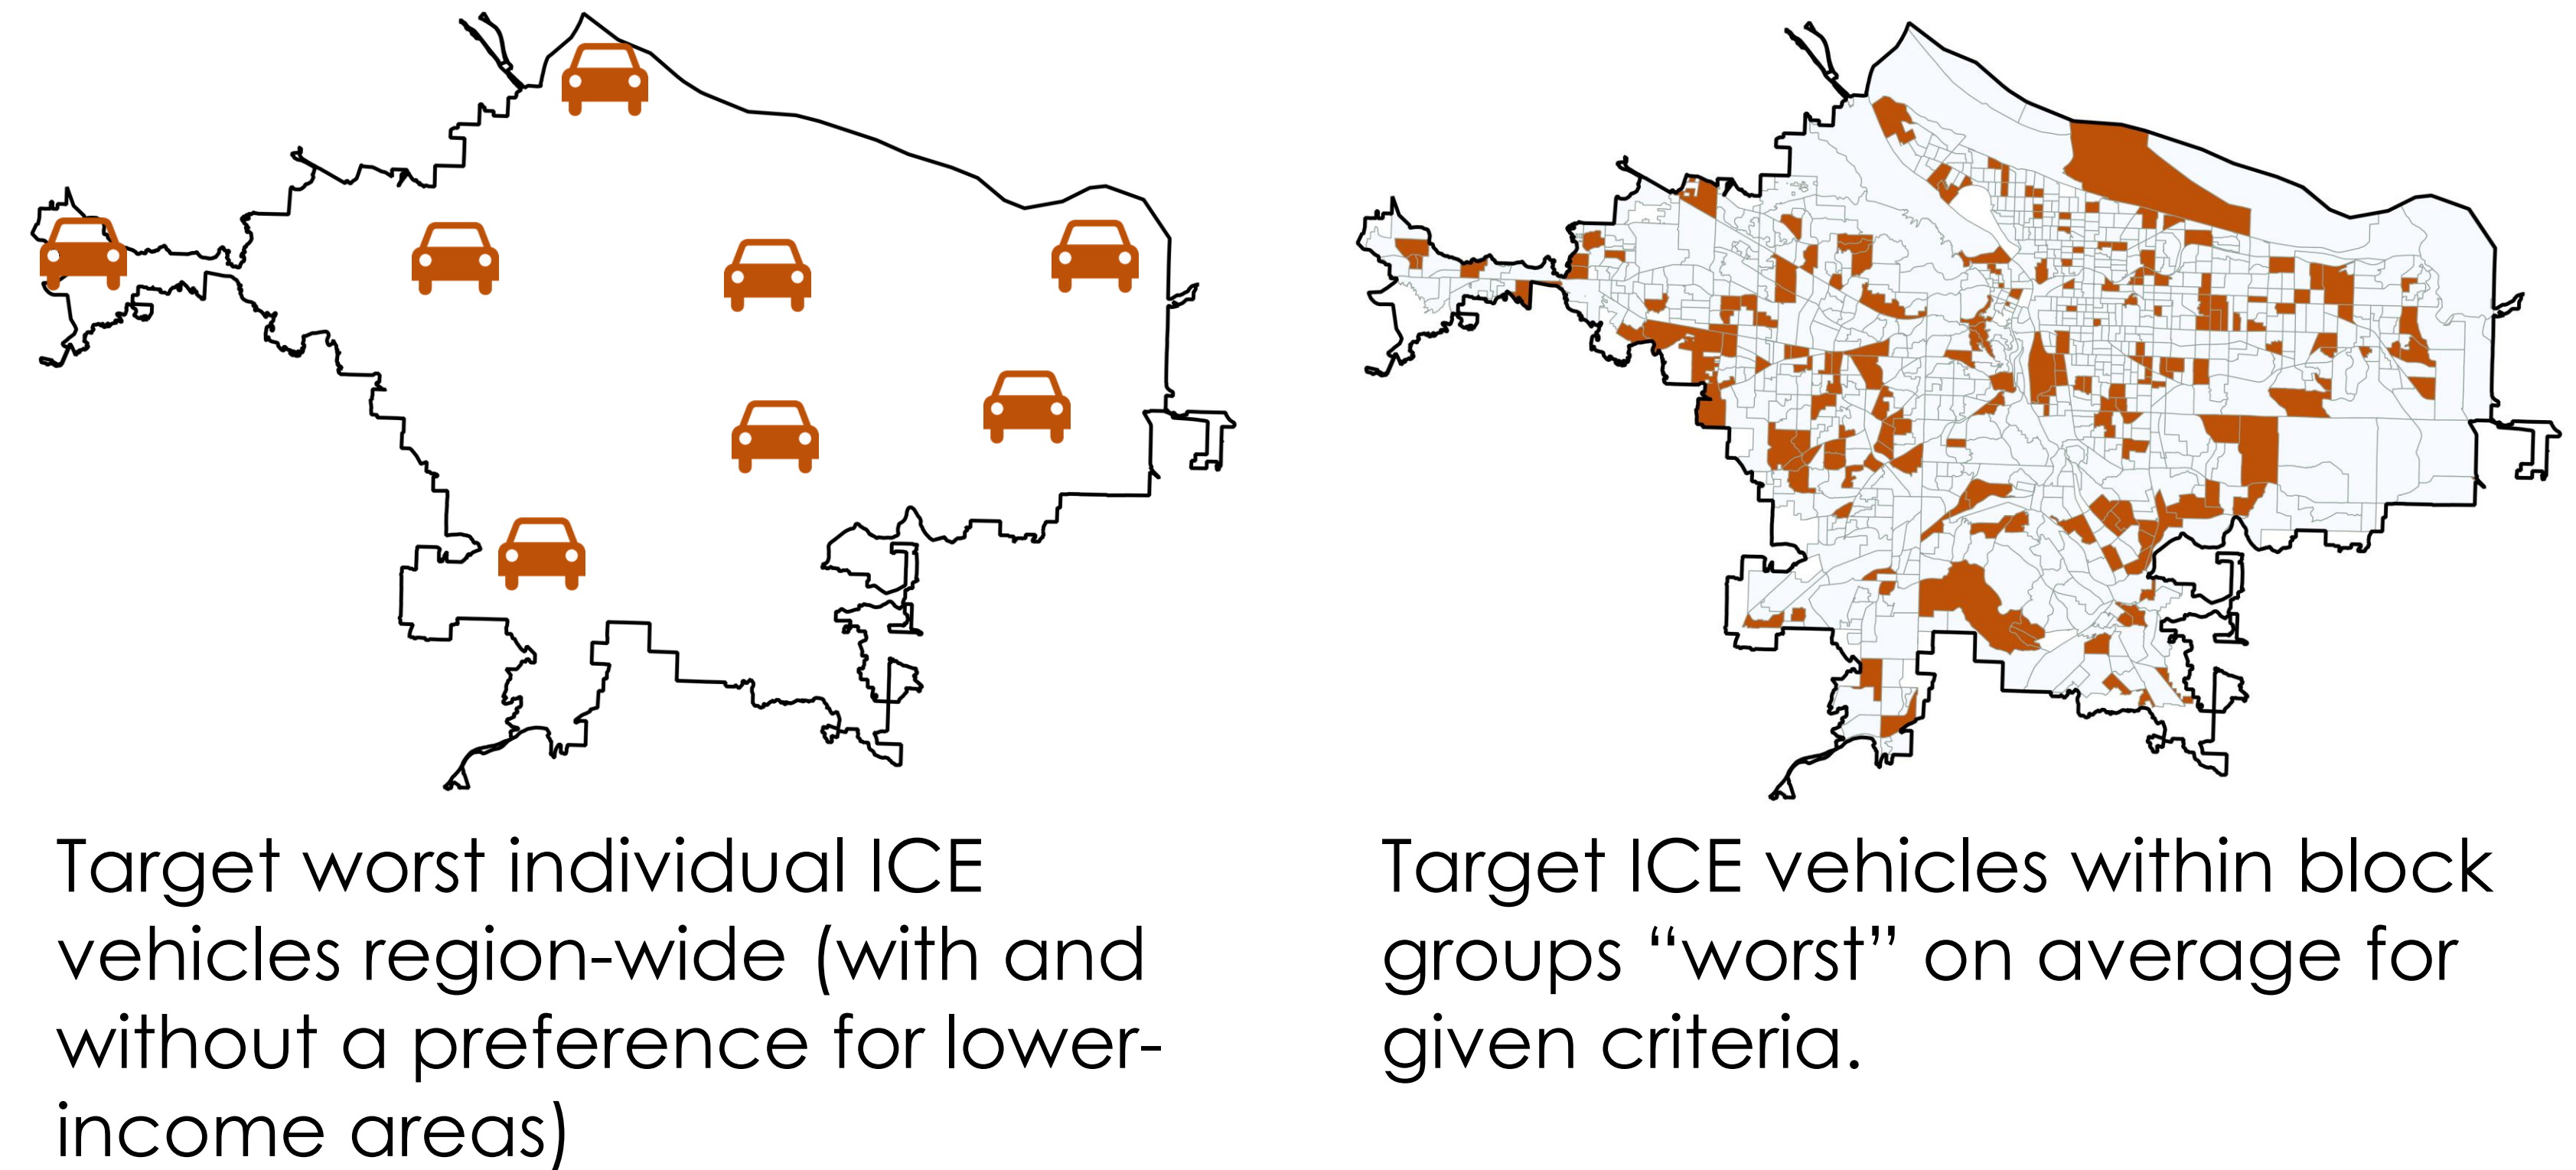 Target worst individual ICE
vehicles region-wide (with and
without a preference for lower-
income areas)
Target ICE vehicles within block
groups “worst” on average for
given criteria.